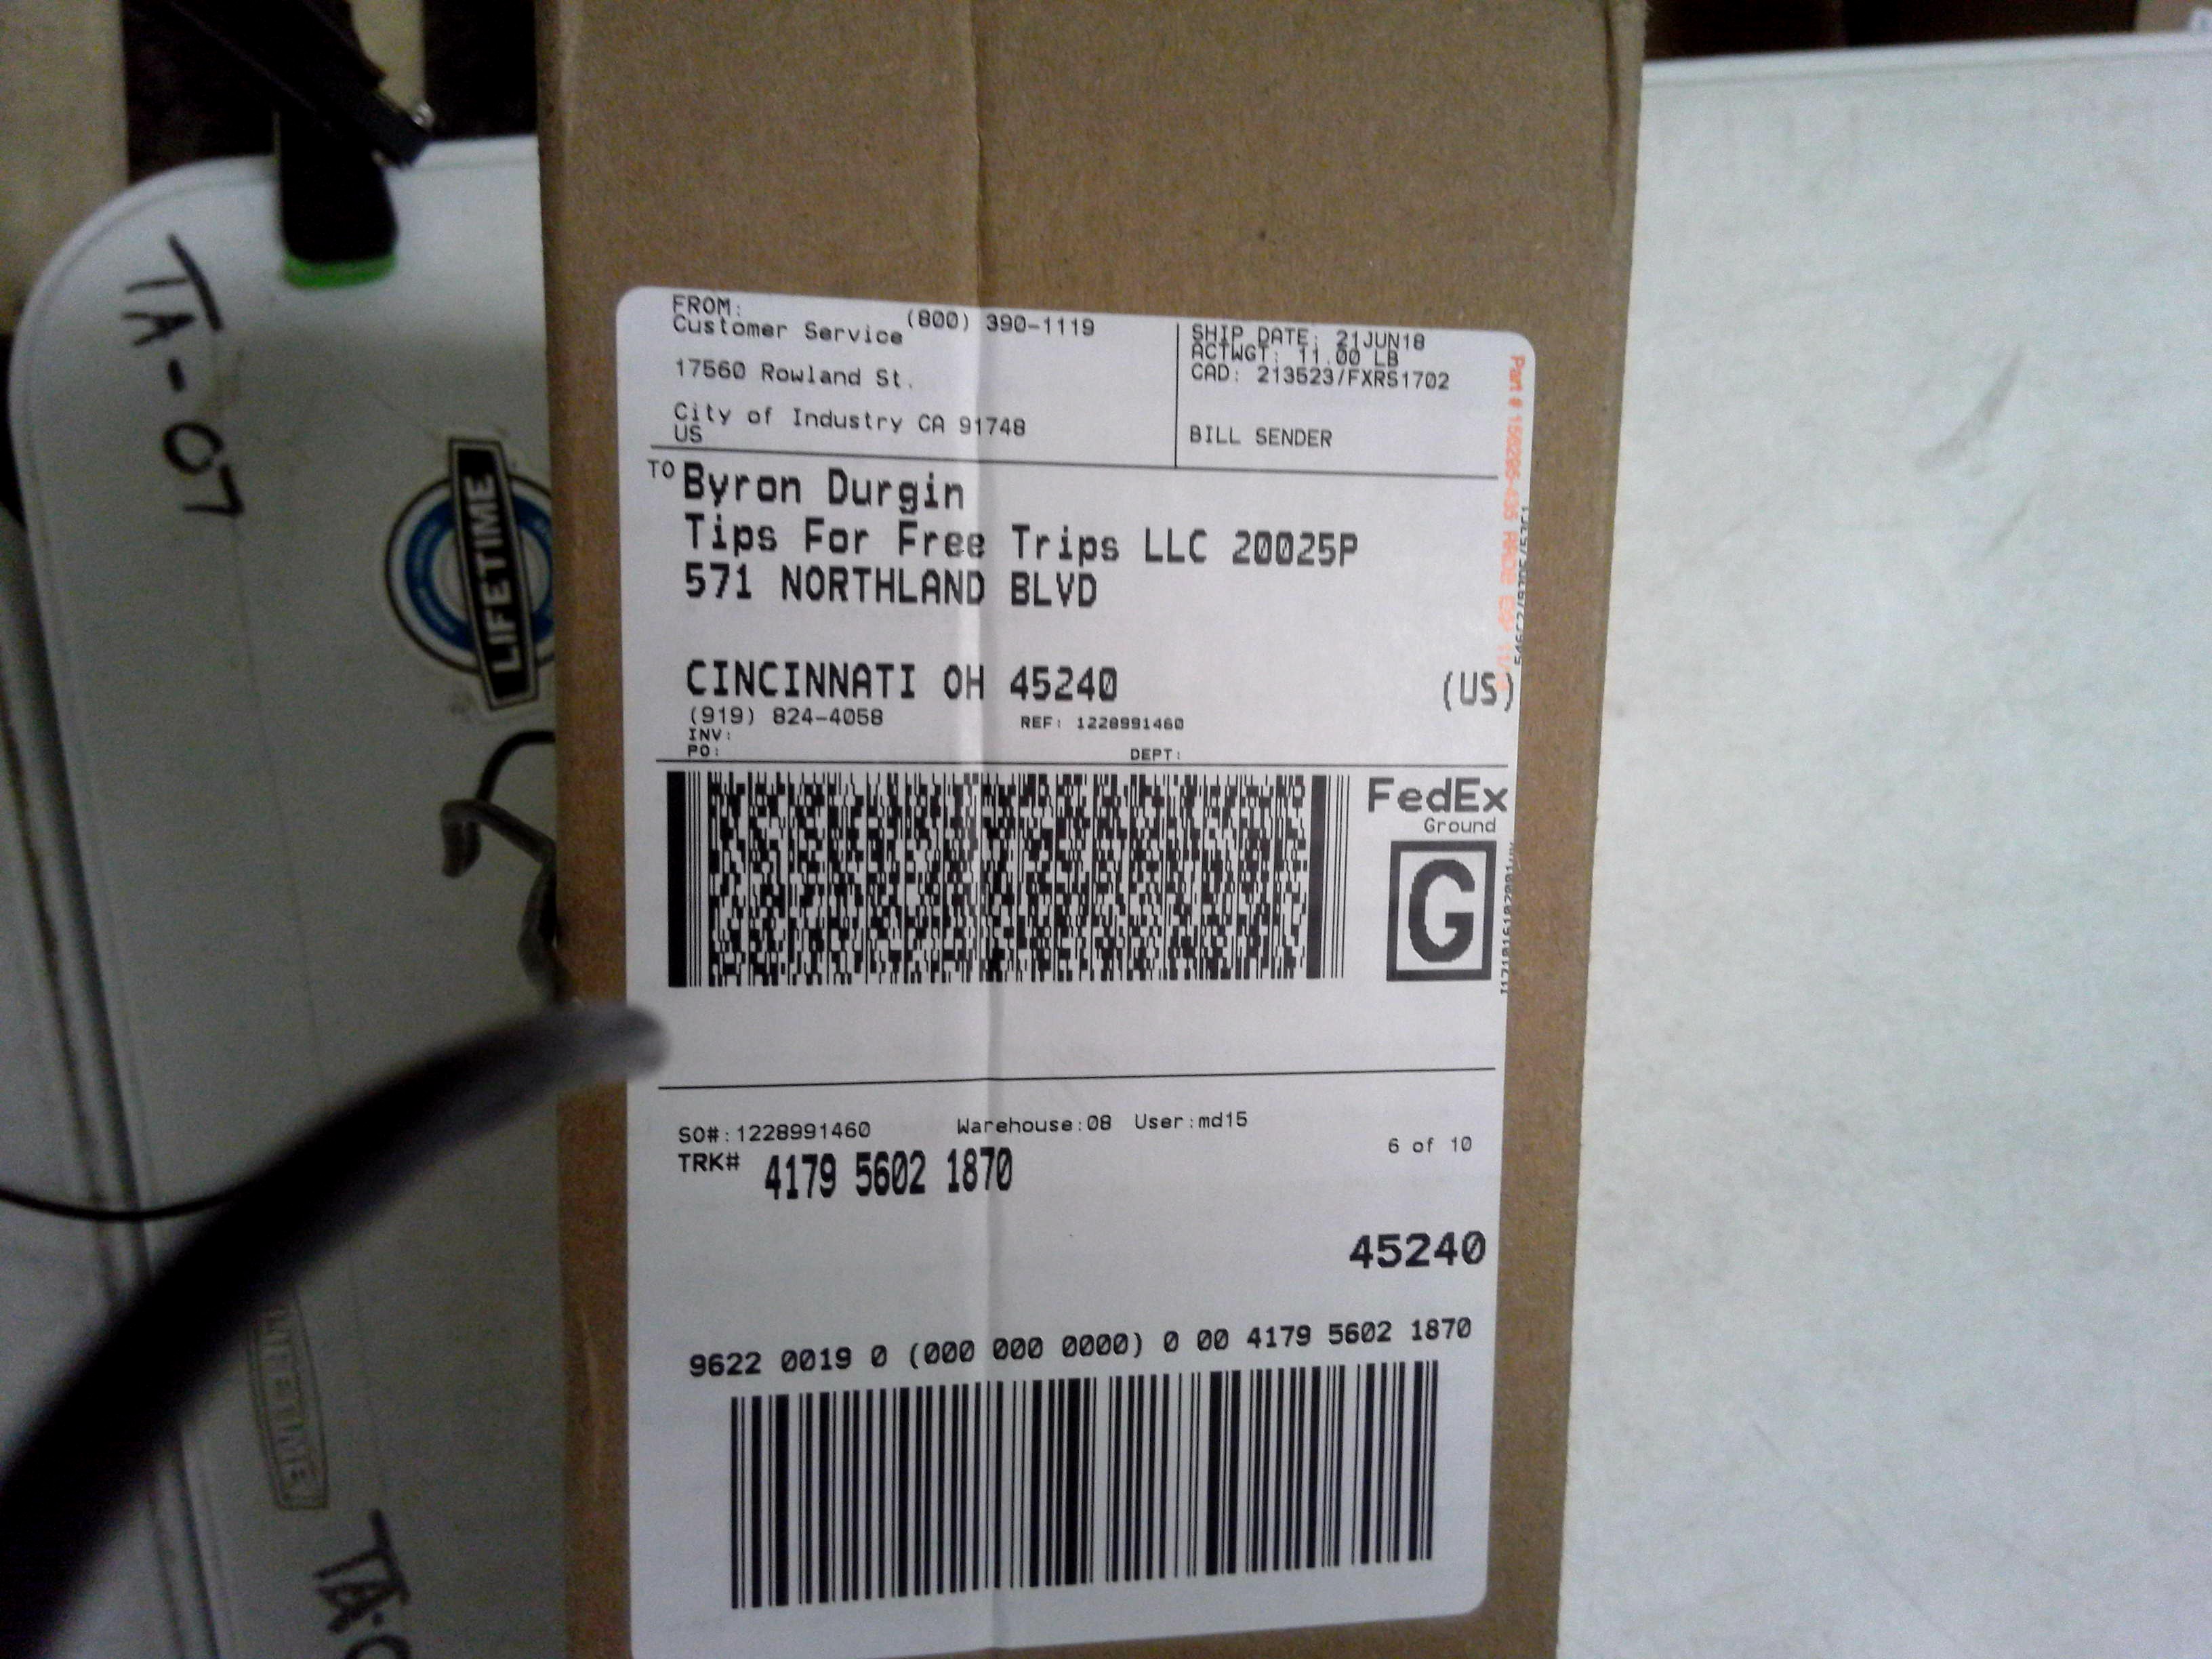 FROM:
Customer Service (800) 390-1119
17560 Rowland St.
City of Industry CA 91748
US
SHIP DATE: 21JUN18
ACTWGT: 11.00 LB
CAD: 213523/FXRS1702
BILL SENDER
TO Byron Durgin
Tips For Free Trips LLC 20025P
571 NORTHLAND BLVD
CINCINNATI OH 45240 (US)
(919) 824-4058 REF: 1228991460
INV:
PO: DEPT:
FedEx
Ground
G
SO#:1228991460 Warehouse:08 User:md15
6 of 10
TRK# 4179 5602 1870
45240
9622 0019 0 (000 000 0000) 0 00 4179 5602 1870
Part #
TA-07
LIFETIME
LIFETIME